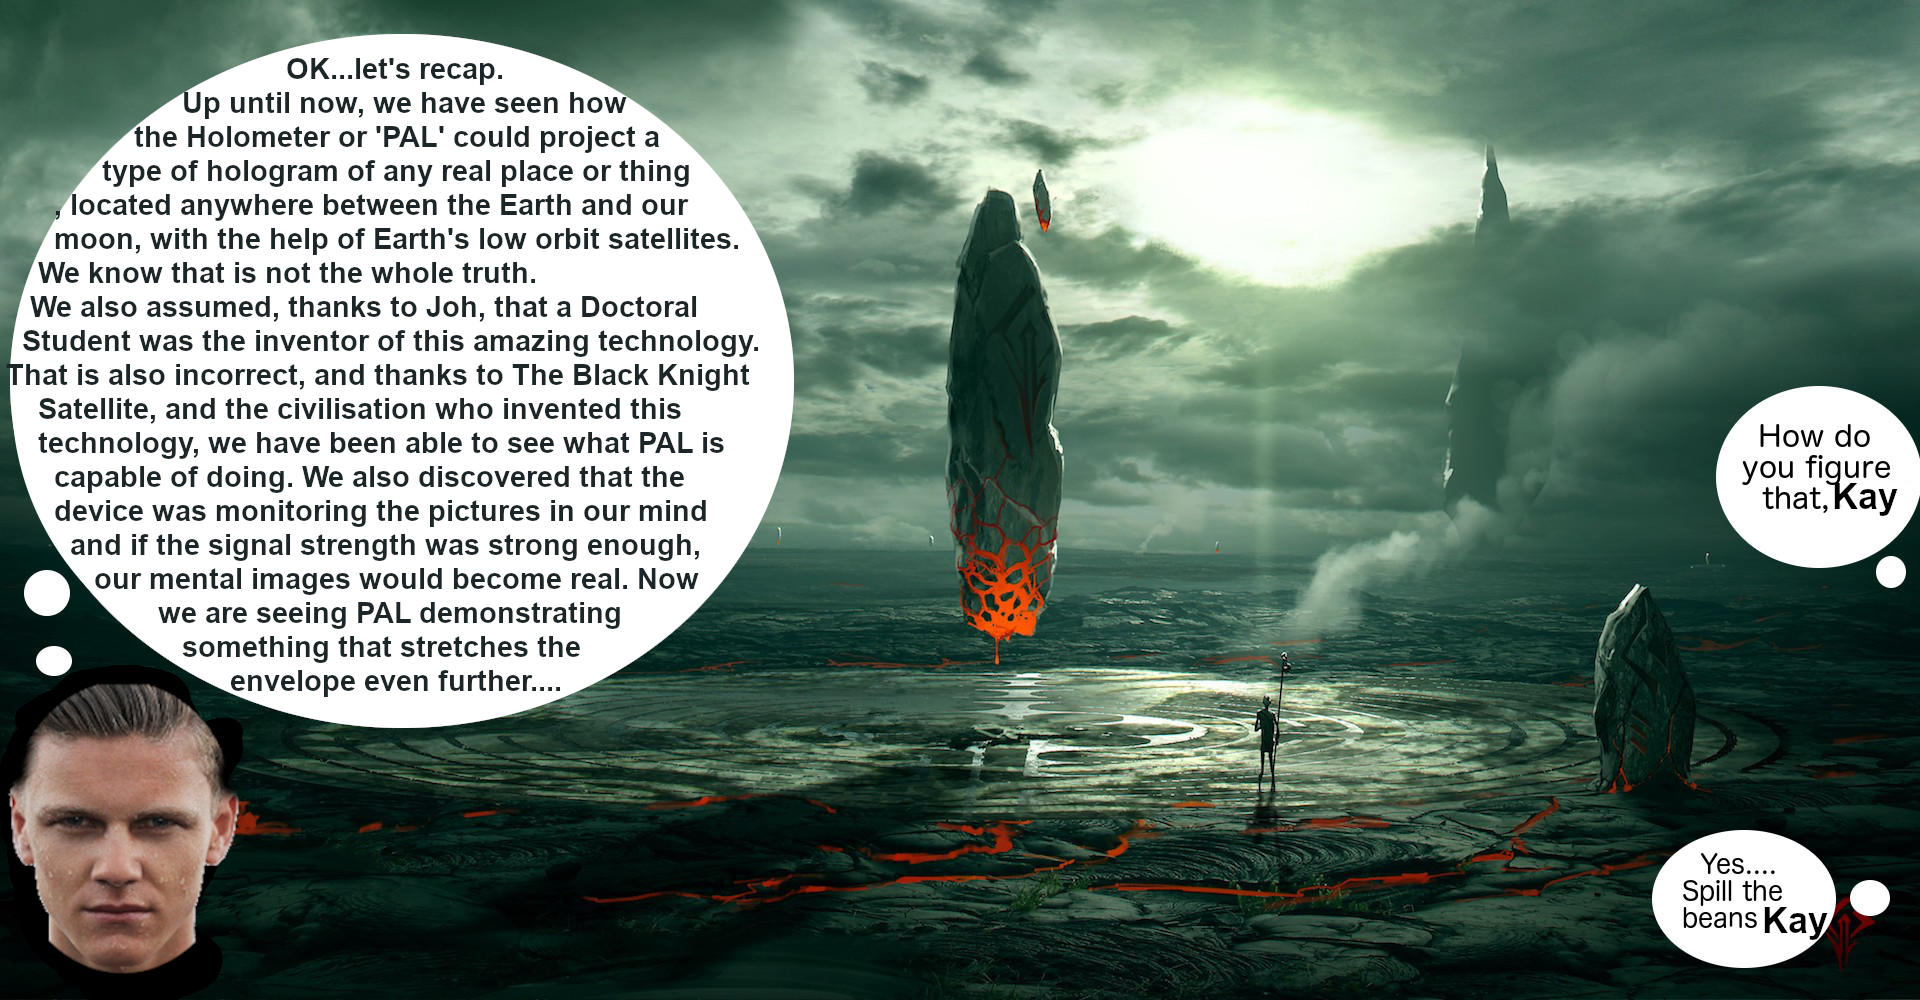 OK...let's recap.
Up until now, we have seen how
the Holometer or 'PAL' could project a
type of hologram of any real place or thing
, located anywhere between the Earth and our
moon, with the help of Earth's low orbit satellites.
We know that is not the whole truth.
We also assumed, thanks to Joh, that a Doctoral
Student was the inventor of this amazing technology.
That is also incorrect, and thanks to The Black Knight
Satellite, and the civilisation who invented this
technology, we have been able to see what PAL is
capable of doing. We also discovered that the
device was monitoring the pictures in our mind
and if the signal strength was strong enough,
our mental images would become real. Now
we are seeing PAL demonstrating
something that stretches the
envelope even further....
How do
you figure
that, Kay
Yes....
Spill the
beans Kay